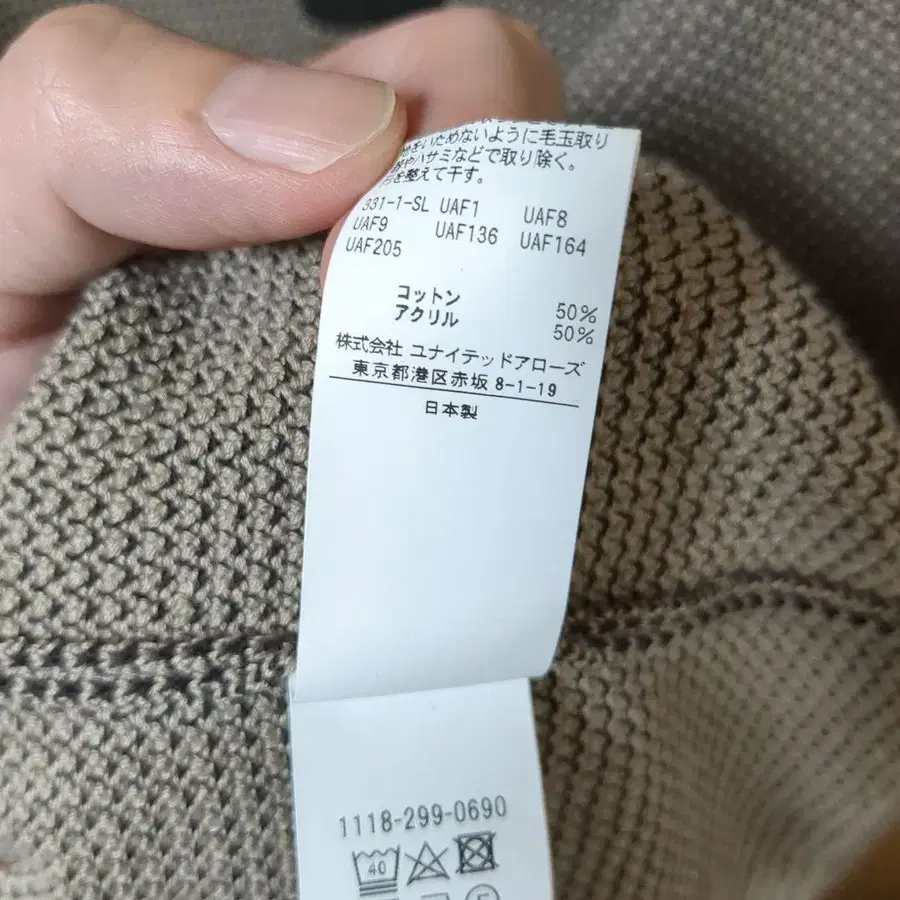 をいためないように毛玉取り
やハサミなどで取り除く。
を整えて干す。
331-1-SL UAF1 UAF8
UAF9 UAF136 UAF164
UAF205
コットン 50%
アクリル 50%
株式会社 ユナイテッドアローズ
東京都港区赤坂 8-1-19
日本製
1118-299-0690
40